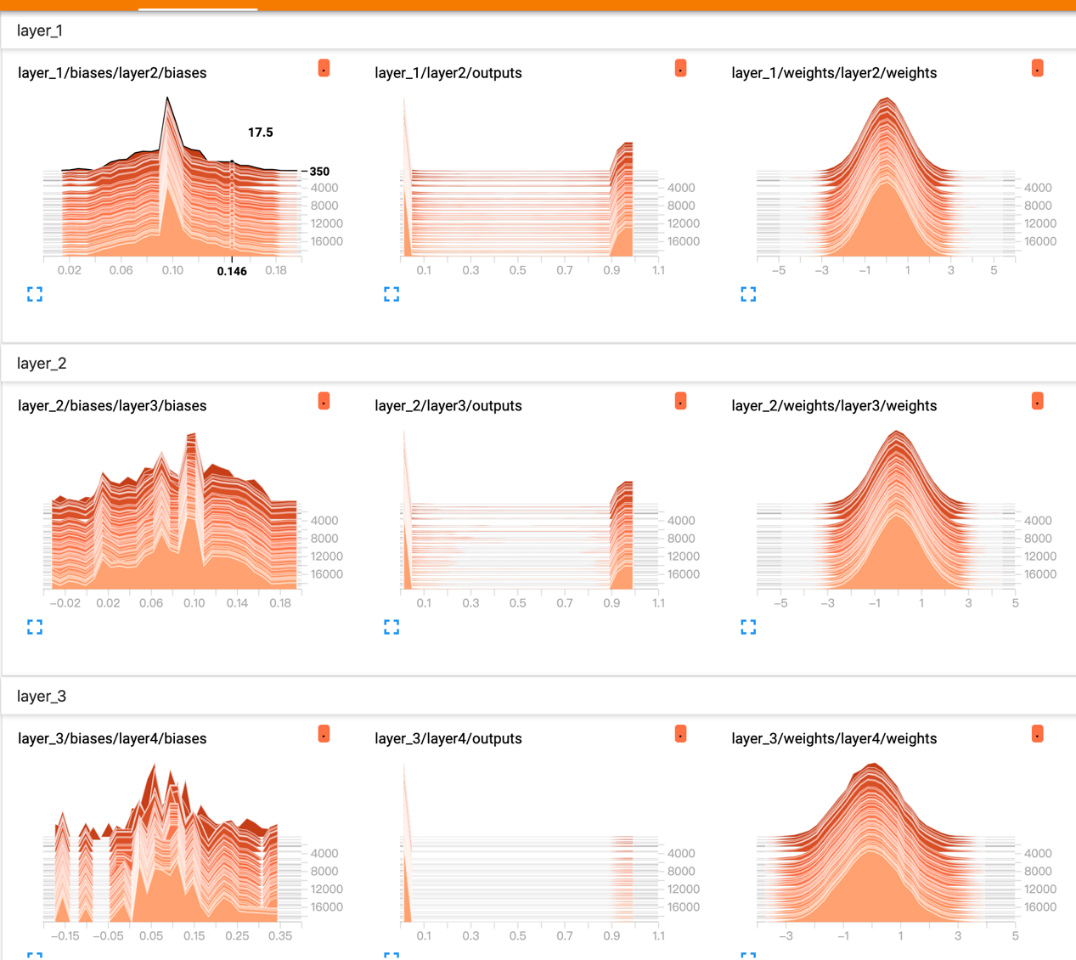 layer_1
layer_1/biases/layer2/biases
17.5
350
4000
8000
12000
16000
0.02 0.06 0.10 0.146 0.18
layer_1/layer2/outputs
4000
8000
12000
16000
0.1 0.3 0.5 0.7 0.9 1.1
layer_1/weights/layer2/weights
4000
8000
12000
16000
−5 −3 −1 1 3 5
layer_2
layer_2/biases/layer3/biases
4000
8000
12000
16000
−0.02 0.02 0.06 0.10 0.14 0.18
layer_2/layer3/outputs
4000
8000
12000
16000
0.1 0.3 0.5 0.7 0.9 1.1
layer_2/weights/layer3/weights
4000
8000
12000
16000
−5 −3 −1 1 3 5
layer_3
layer_3/biases/layer4/biases
4000
8000
12000
16000
−0.15 −0.05 0.05 0.15 0.25 0.35
layer_3/layer4/outputs
4000
8000
12000
16000
0.1 0.3 0.5 0.7 0.9 1.1
layer_3/weights/layer4/weights
4000
8000
12000
16000
−3 −1 1 3 5